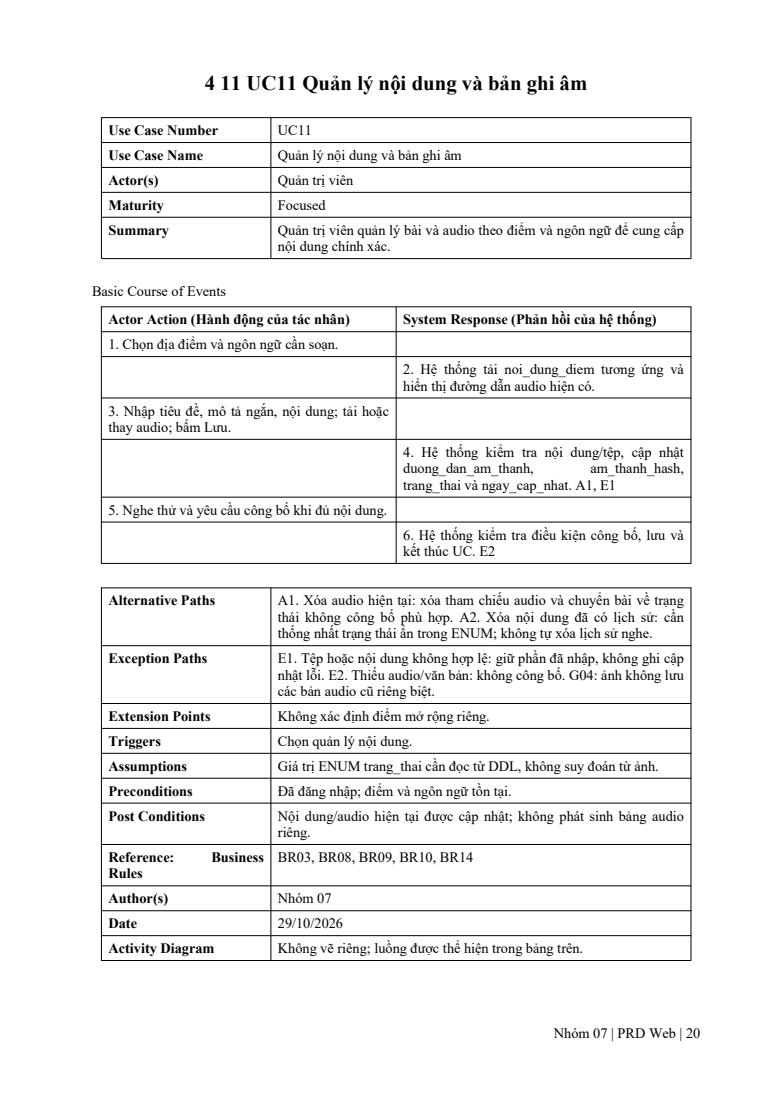 4 11 UC11 Quản lý nội dung và bản ghi âm
Use Case Number UC11
Use Case Name Quản lý nội dung và bản ghi âm
Actor(s) Quản trị viên
Maturity Focused
Summary Quản trị viên quản lý bài và audio theo điểm và ngôn ngữ để cung cấp
nội dung chính xác.
Basic Course of Events
Actor Action (Hành động của tác nhân) System Response (Phản hồi của hệ thống)
1. Chọn địa điểm và ngôn ngữ cần soạn.
2. Hệ thống tải noi_dung_diem tương ứng và
hiển thị đường dẫn audio hiện có.
3. Nhập tiêu đề, mô tả ngắn, nội dung; tải hoặc
thay audio; bấm Lưu.
4. Hệ thống kiểm tra nội dung/tệp, cập nhật
duong_dan_am_thanh, am_thanh_hash,
trang_thai và ngay_cap_nhat. A1, E1
5. Nghe thử và yêu cầu công bố khi đủ nội dung.
6. Hệ thống kiểm tra điều kiện công bố, lưu và
kết thúc UC. E2
Alternative Paths A1. Xóa audio hiện tại: xóa tham chiếu audio và chuyển bài về trạng
thái không công bố phù hợp. A2. Xóa nội dung đã có lịch sử: cần
thống nhất trạng thái ẩn trong ENUM; không tự xóa lịch sử nghe.
Exception Paths E1. Tệp hoặc nội dung không hợp lệ: giữ phần đã nhập, không ghi cập
nhật lỗi. E2. Thiếu audio/văn bản: không công bố. G04: ảnh không lưu
các bản audio cũ riêng biệt.
Extension Points Không xác định điểm mở rộng riêng.
Triggers Chọn quản lý nội dung.
Assumptions Giá trị ENUM trang_thai cần đọc từ DDL, không suy đoán từ ảnh.
Preconditions Đã đăng nhập; điểm và ngôn ngữ tồn tại.
Post Conditions Nội dung/audio hiện tại được cập nhật; không phát sinh bảng audio
riêng.
Reference: Business BR03, BR08, BR09, BR10, BR14
Rules
Author(s) Nhóm 07
Date 29/10/2026
Activity Diagram Không vẽ riêng; luồng được thể hiện trong bảng trên.
Nhóm 07 | PRD Web | 20